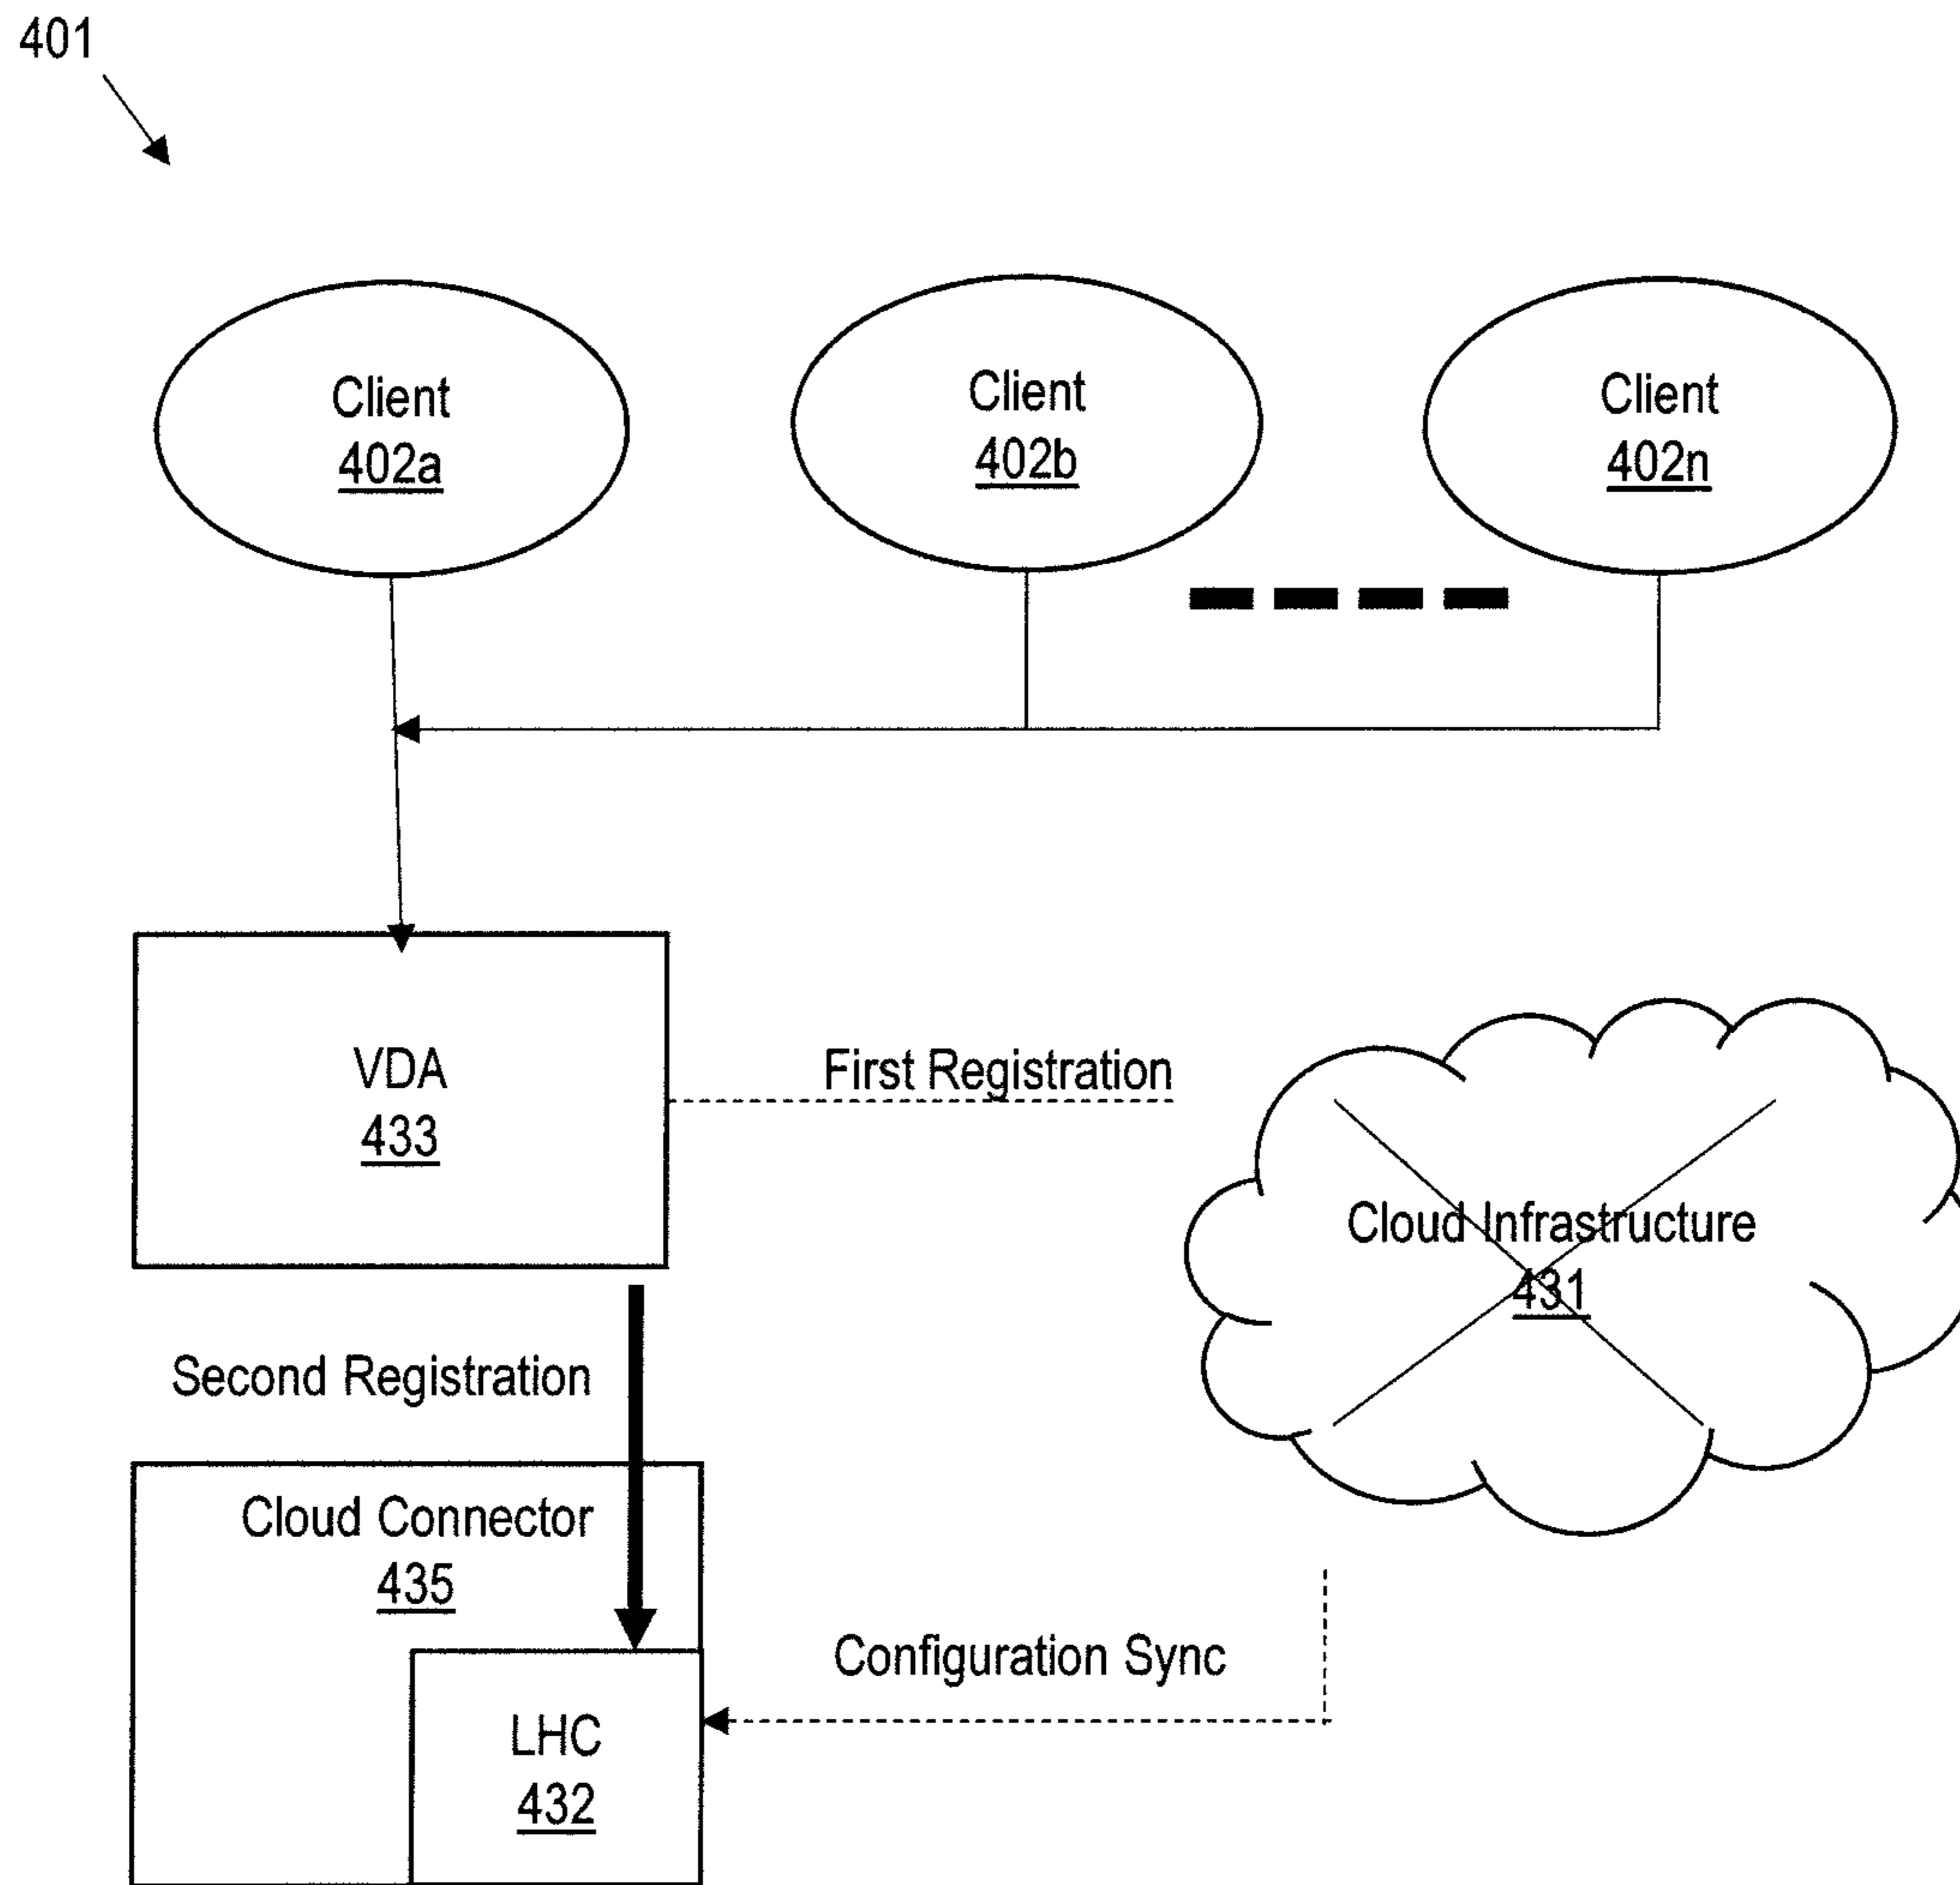 401
Client
402a
Client
402b
Client
402n
VDA
433
First Registration
Cloud Infrastructure
431
Second Registration
Cloud Connector
435
Configuration Sync
LHC
432